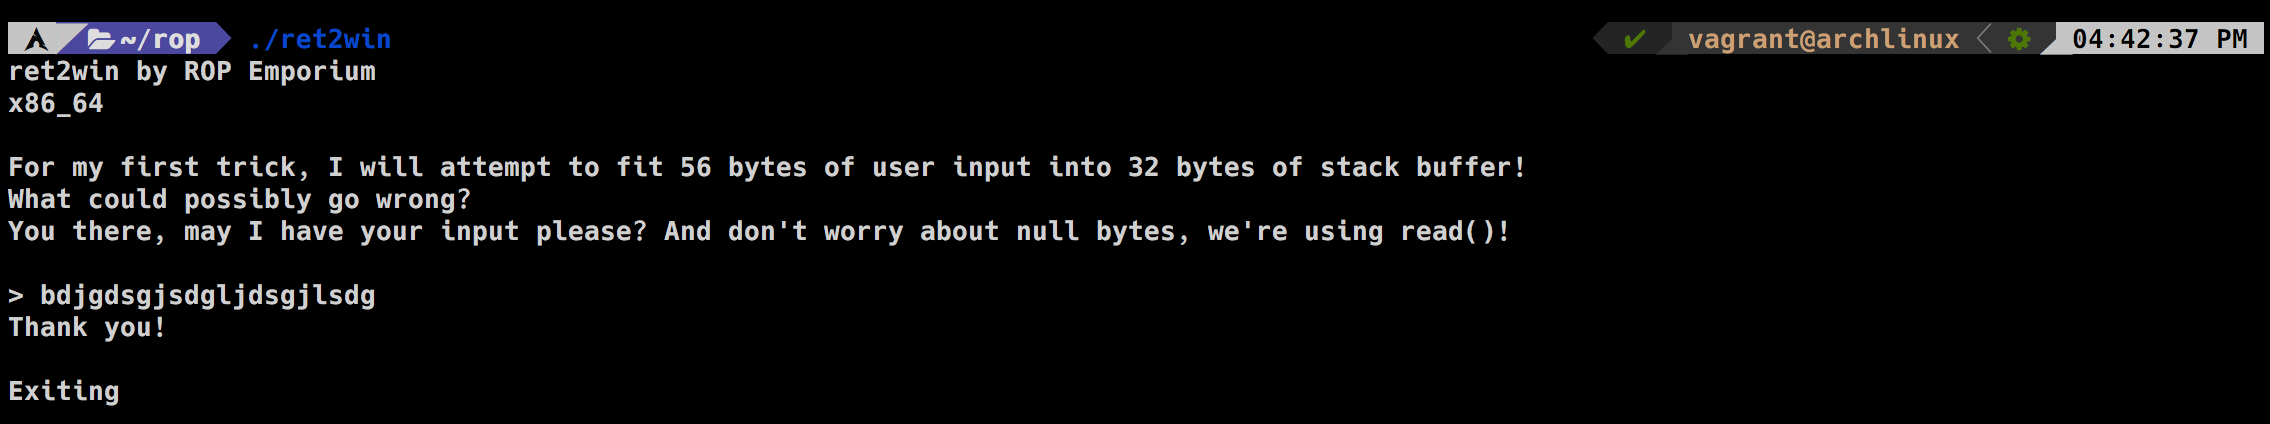 ~/rop ./ret2win vagrant@archlinux 04:42:37 PM
ret2win by ROP Emporium
x86_64
For my first trick, I will attempt to fit 56 bytes of user input into 32 bytes of stack buffer!
What could possibly go wrong?
You there, may I have your input please? And don't worry about null bytes, we're using read()!
> bdjgdsgjsdgljdsgjlsdg
Thank you!
Exiting